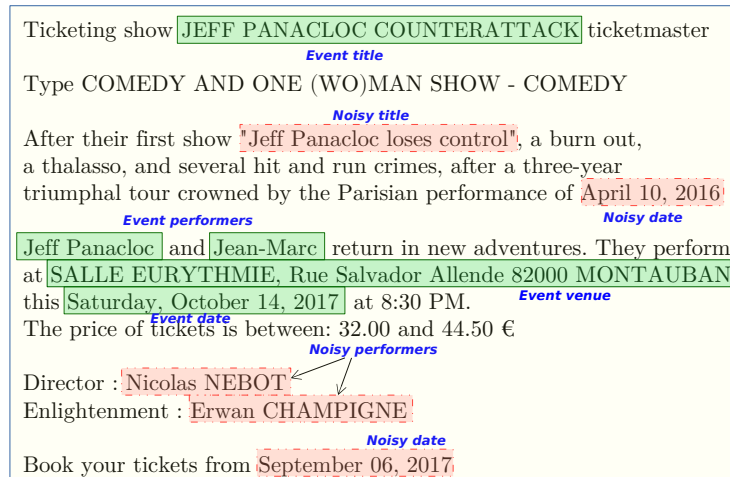 Ticketing show JEFF PANACLOC COUNTERATTACK ticketmaster
Event title
Type COMEDY AND ONE (WO)MAN SHOW - COMEDY
Noisy title
After their first show "Jeff Panacloc loses control", a burn out,
a thalasso, and several hit and run crimes, after a three-year
triumphal tour crowned by the Parisian performance of April 10, 2016
Event performers
Noisy date
Jeff Panacloc and Jean-Marc return in new adventures. They perform
at SALLE EURYTHMIE, Rue Salvador Allende 82000 MONTAUBAN
Event venue
this Saturday, October 14, 2017 at 8:30 PM.
Event date
The price of tickets is between: 32.00 and 44.50 €
Noisy performers
Director : Nicolas NEBOT
Enlightenment : Erwan CHAMPIGNE
Noisy date
Book your tickets from September 06, 2017